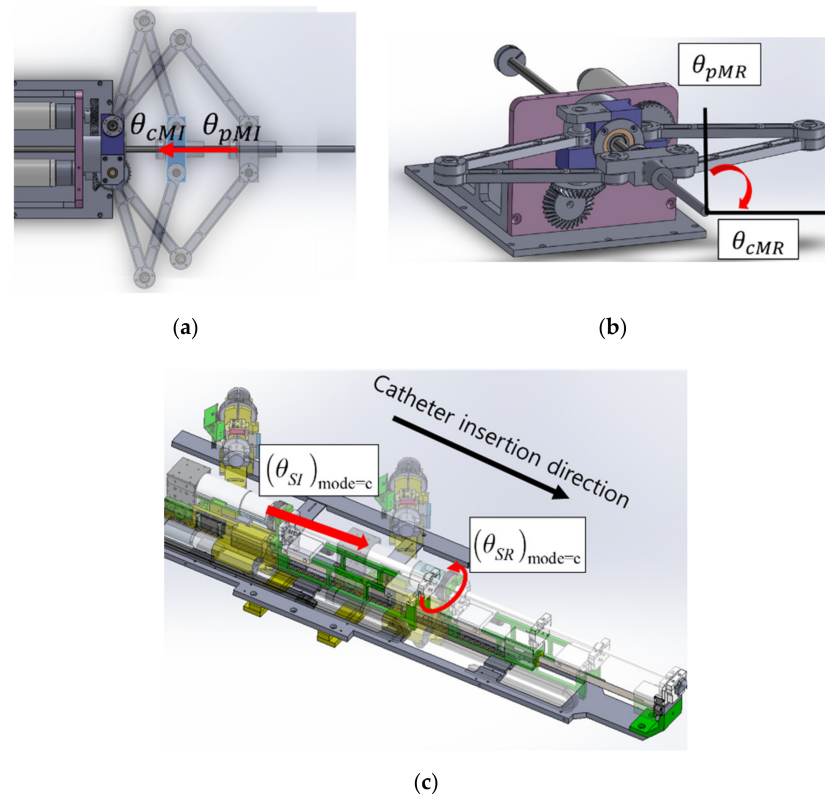 θcMI θpMI
θpMR
θcMR
(a)
(b)
Catheter insertion direction
(θSI)mode=c
(θSR)mode=c
(c)